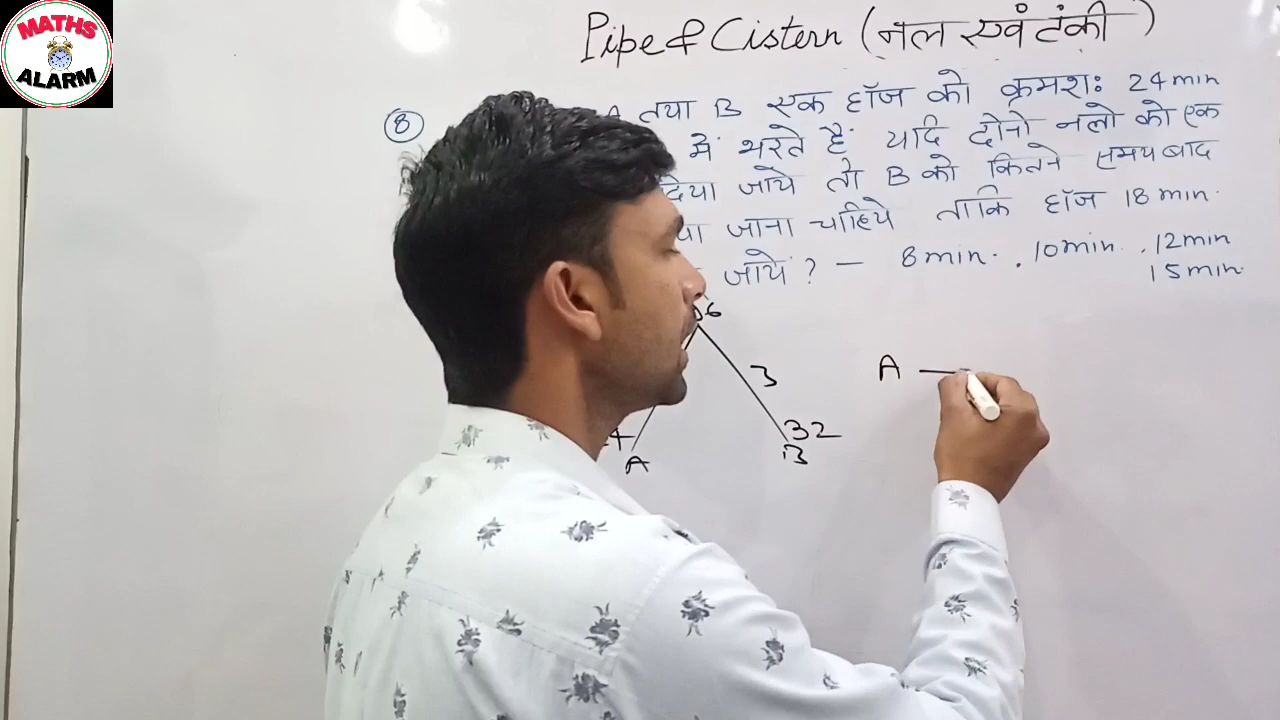 MATHS
ALARM
Pipe & Cistern (नल एवं टंकी)
8
A तथा B एक हॉज को क्रमशः 24 min
में भरते हैं यदि दोनो नलो को एक
दिया जाये तो B को कितने समय बाद
या जाना चाहिये ताकि हॉज 18 min.
जाये ? — 8 min. . 10 min. . 12 min
15 min.
3
A —
32
A B